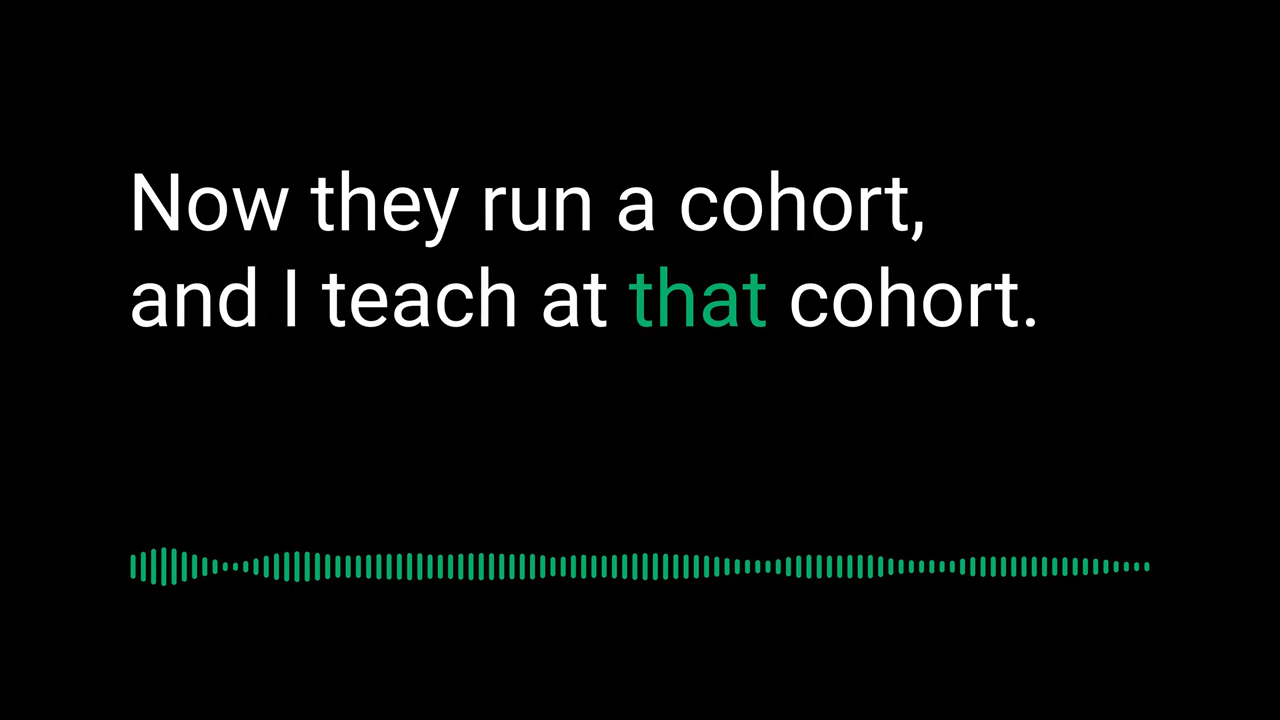 Now they run a cohort,
and I teach at that cohort.